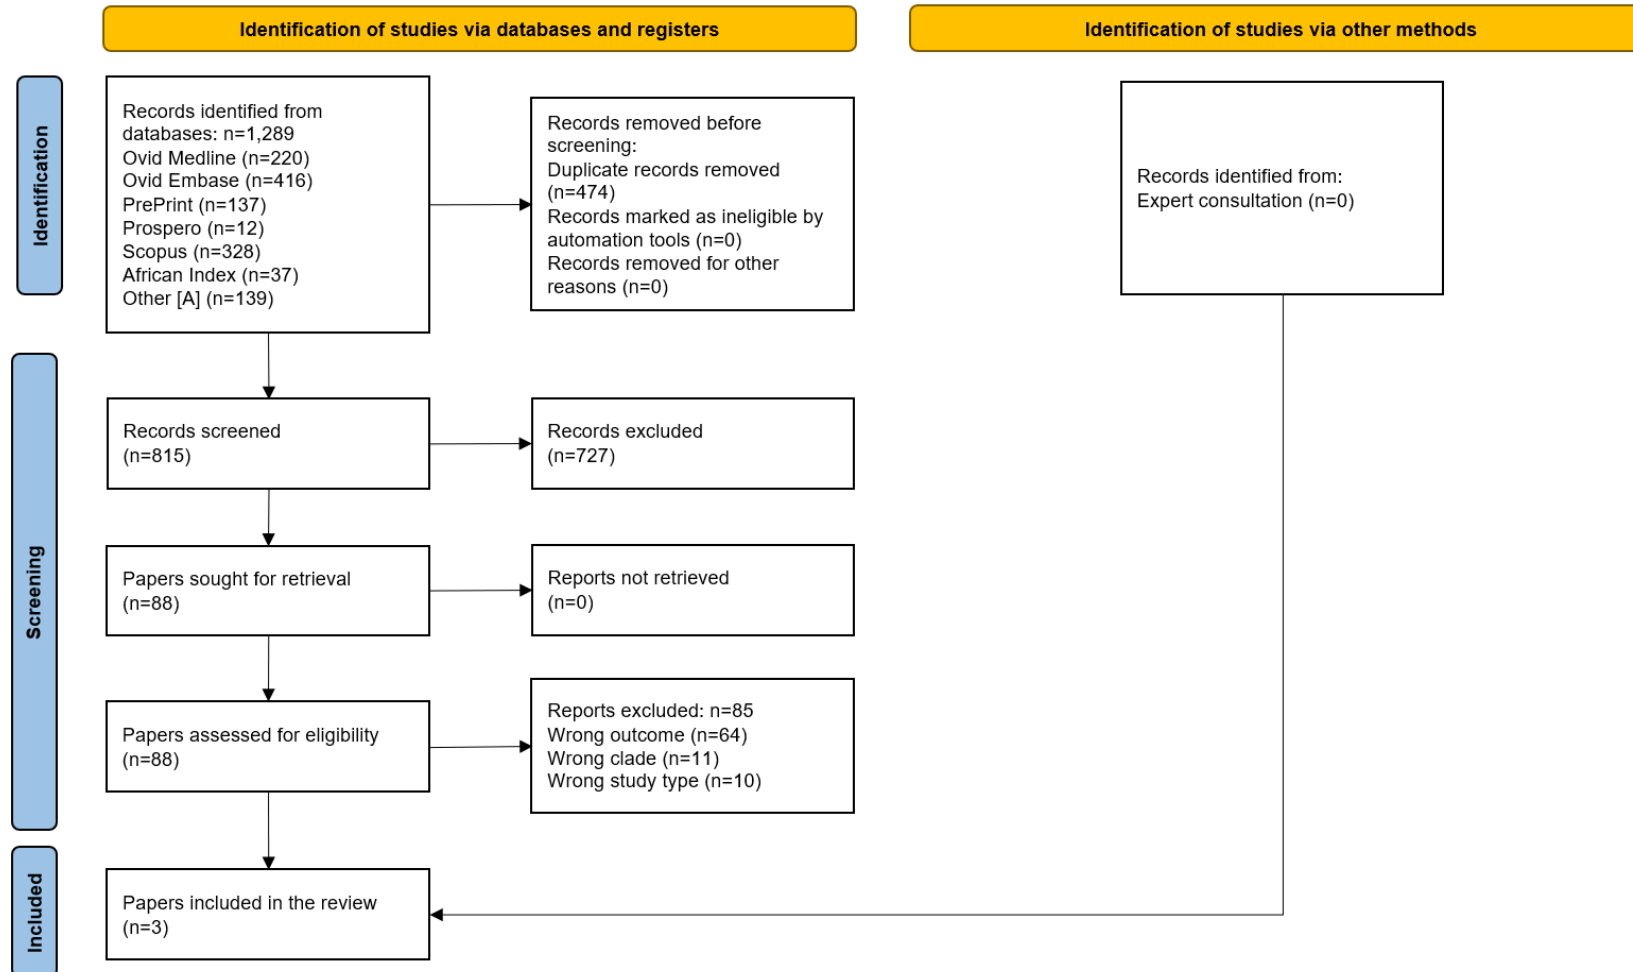 Identification of studies via databases and registers
Identification of studies via other methods
Identification
Records identified from
databases: n=1,289
Ovid Medline (n=220)
Ovid Embase (n=416)
PrePrint (n=137)
Prospero (n=12)
Scopus (n=328)
African Index (n=37)
Other [A] (n=139)
Records removed before
screening:
Duplicate records removed
(n=474)
Records marked as ineligible by
automation tools (n=0)
Records removed for other
reasons (n=0)
Records identified from:
Expert consultation (n=0)
Screening
Records screened
(n=815)
Records excluded
(n=727)
Papers sought for retrieval
(n=88)
Reports not retrieved
(n=0)
Papers assessed for eligibility
(n=88)
Reports excluded: n=85
Wrong outcome (n=64)
Wrong clade (n=11)
Wrong study type (n=10)
Included
Papers included in the review
(n=3)